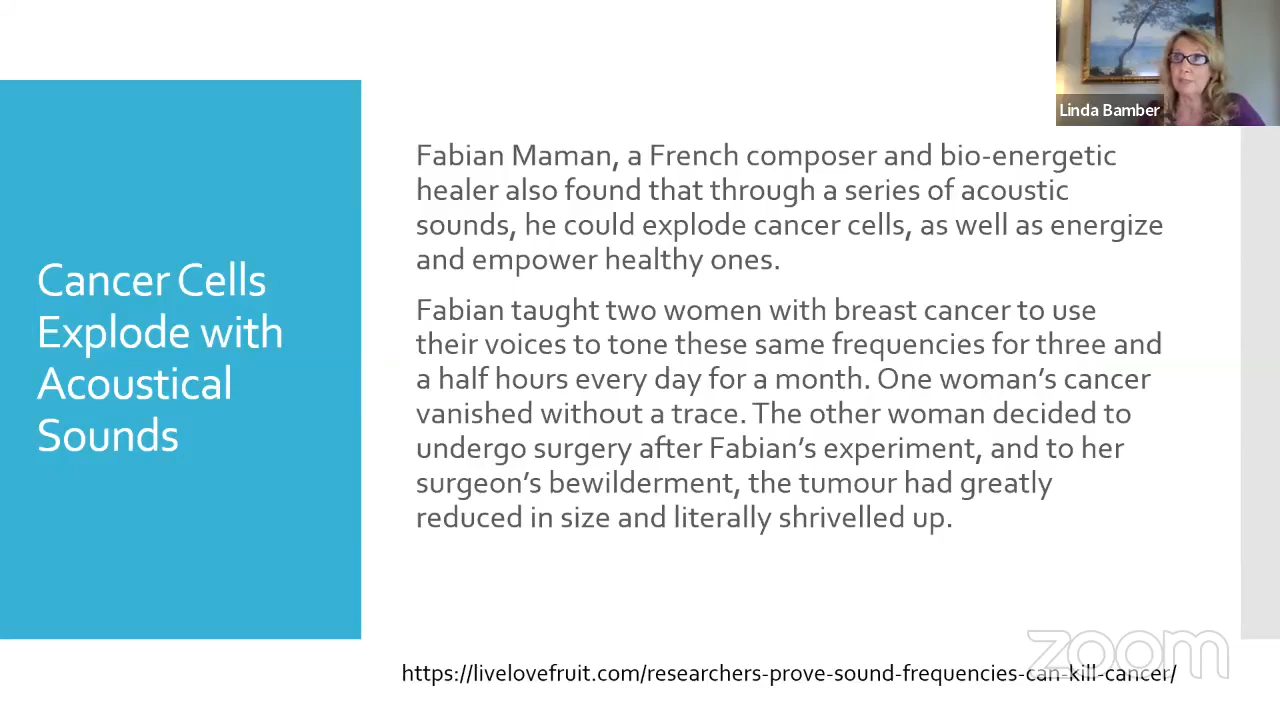 Linda Bamber
Cancer Cells
Explode with
Acoustical
Sounds
Fabian Maman, a French composer and bio-energetic
healer also found that through a series of acoustic
sounds, he could explode cancer cells, as well as energize
and empower healthy ones.
Fabian taught two women with breast cancer to use
their voices to tone these same frequencies for three and
a half hours every day for a month. One woman’s cancer
vanished without a trace. The other woman decided to
undergo surgery after Fabian’s experiment, and to her
surgeon’s bewilderment, the tumour had greatly
reduced in size and literally shrivelled up.
https://livelovefruit.com/researchers-prove-sound-frequencies-can-kill-cancer/
zoom